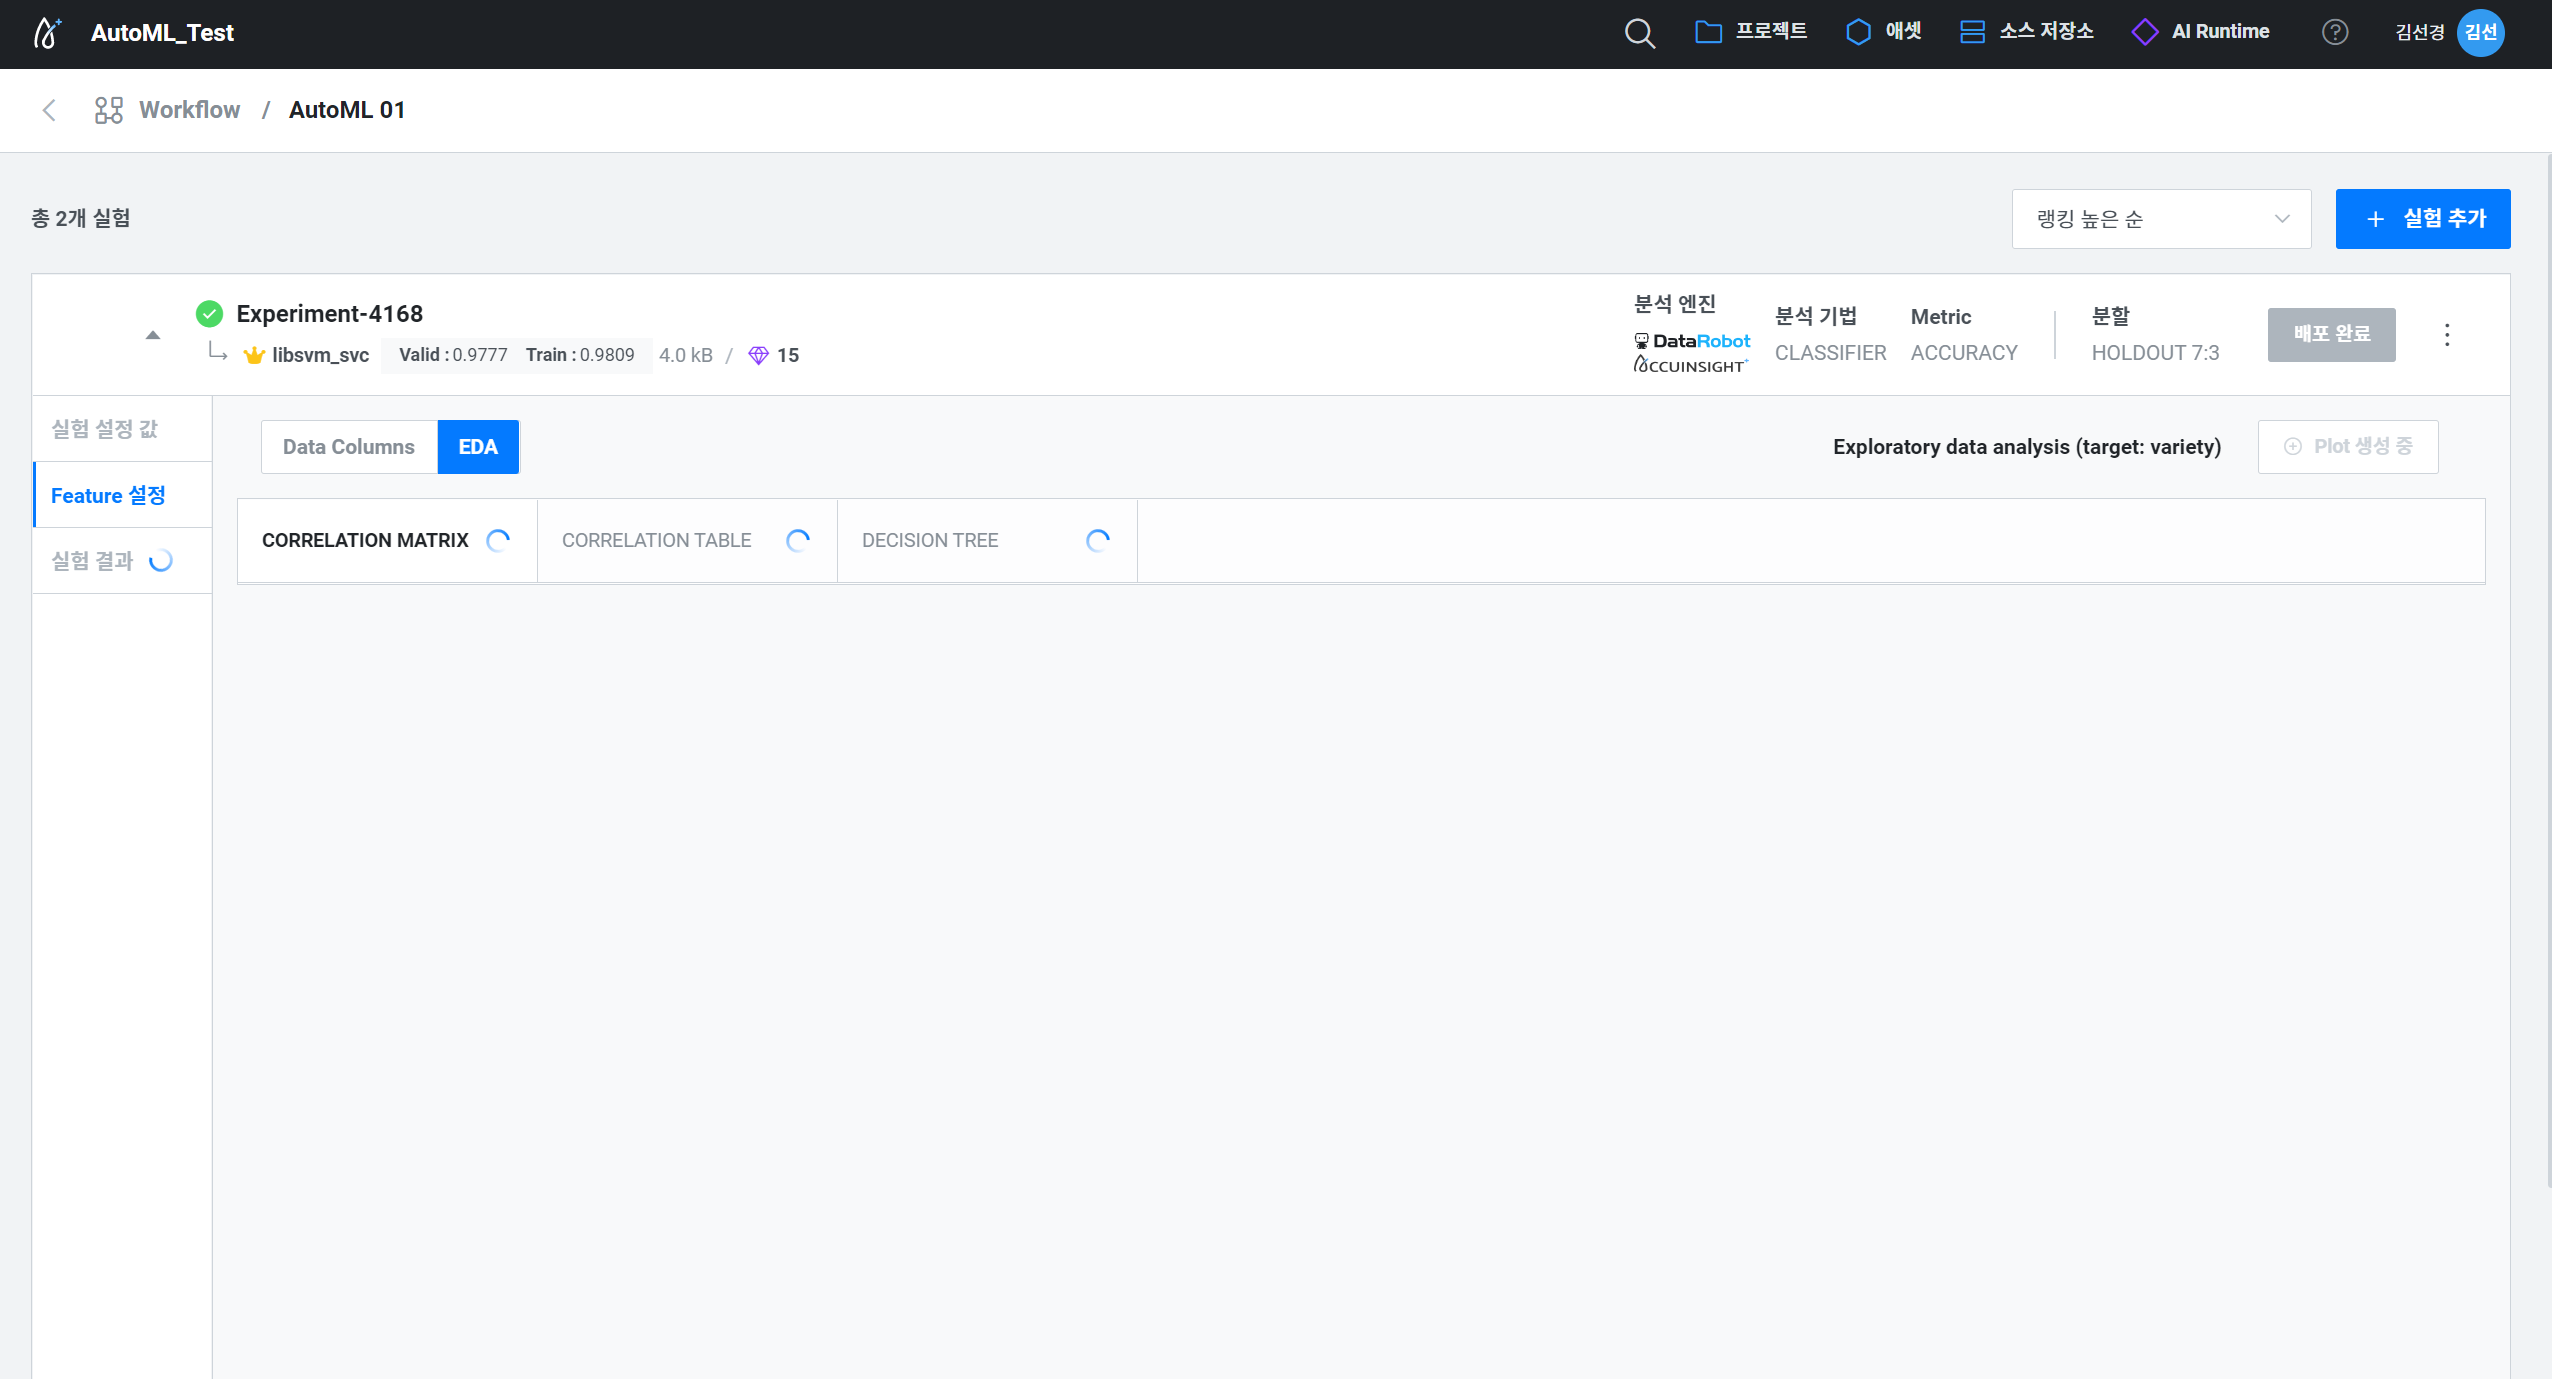 AutoML_Test
프로젝트
애셋
소스 저장소
AI Runtime
김선경
김선
Workflow / AutoML 01
총 2개 실험
랭킹 높은 순
+ 실험 추가
Experiment-4168
libsvm_svc Valid : 0.9777 Train : 0.9809 4.0 kB / 15
분석 엔진
DataRobot
ACCUINSIGHT+
분석 기법
CLASSIFIER
Metric
ACCURACY
분할
HOLDOUT 7:3
배포 완료
실험 설정 값
Feature 설정
실험 결과
Data Columns
EDA
Exploratory data analysis (target: variety)
Plot 생성 중
CORRELATION MATRIX
CORRELATION TABLE
DECISION TREE